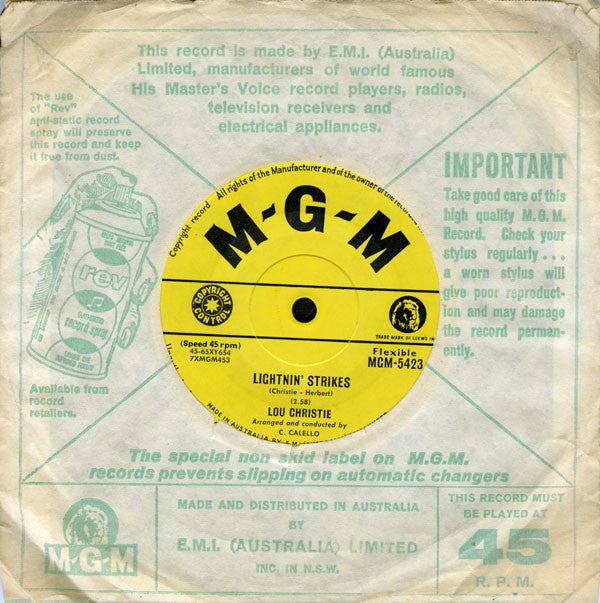 This record is made by E.M.I. (Australia)
Limited, manufacturers of world famous
His Master's Voice record players, radios,
television receivers and
electrical appliances.
The use
of "Rev"
anti-static record
spray will preserve
this record and keep
it free from dust.
rev
record spray
Available from
record
retailers.
IMPORTANT
Take good care of this
high quality M.G.M.
Record. Check your
stylus regularly...
a worn stylus will
give poor reproduct-
ion and may damage
the record perman-
ently.
Copyright record All rights of the Manufacturer and of the owner of the recorded
M-G-M
COPYRIGHT
CONTROL
TRADE MARK OF LOEW'S IN
(Speed 45 rpm)
45-65XY654
7XMGM453
Flexible
MGM-5423
LIGHTNIN' STRIKES
(Christie - Herbert)
(2.58)
LOU CHRISTIE
Arranged and conducted by
C. CALELLO
MADE IN AUSTRALIA BY E.M.I.
The special non skid label on M.G.M.
records prevents slipping on automatic changers
M-G-M
MADE AND DISTRIBUTED IN AUSTRALIA
BY
E.M.I. (AUSTRALIA) LIMITED
INC. IN N.S.W.
THIS RECORD MUST
BE PLAYED AT
45
R.P.M.